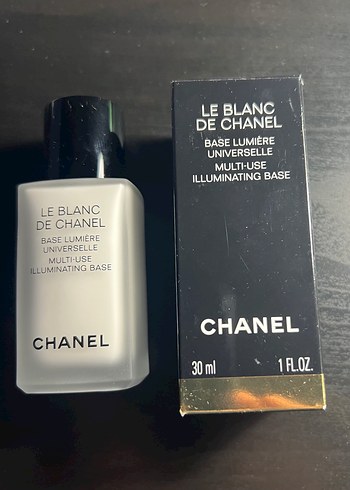 LE BLANC
DE CHANEL
BASE LUMIÈRE
UNIVERSELLE
MULTI-USE
ILLUMINATING BASE
CHANEL
LE BLANC
DE CHANEL
BASE LUMIÈRE
UNIVERSELLE
MULTI-USE
ILLUMINATING BASE
CHANEL
30 ml 1 FL.OZ.